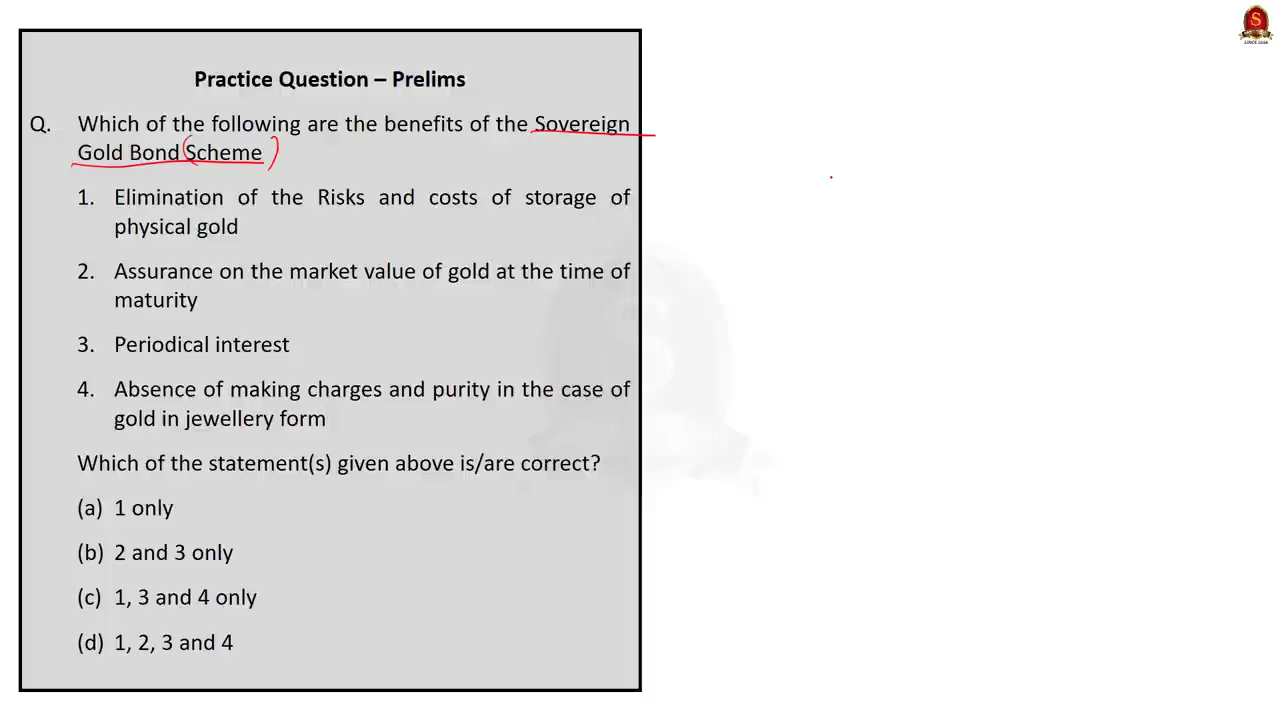 Practice Question – Prelims
Q. Which of the following are the benefits of the Sovereign
Gold Bond Scheme
1. Elimination of the Risks and costs of storage of
physical gold
2. Assurance on the market value of gold at the time of
maturity
3. Periodical interest
4. Absence of making charges and purity in the case of
gold in jewellery form
Which of the statement(s) given above is/are correct?
(a) 1 only
(b) 2 and 3 only
(c) 1, 3 and 4 only
(d) 1, 2, 3 and 4
S